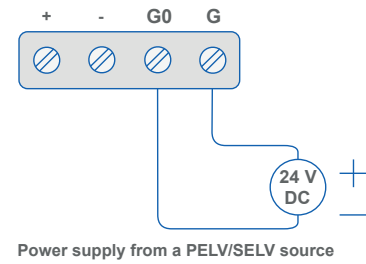 + - G0 G
24 V
DC
+
-
Power supply from a PELV/SELV source